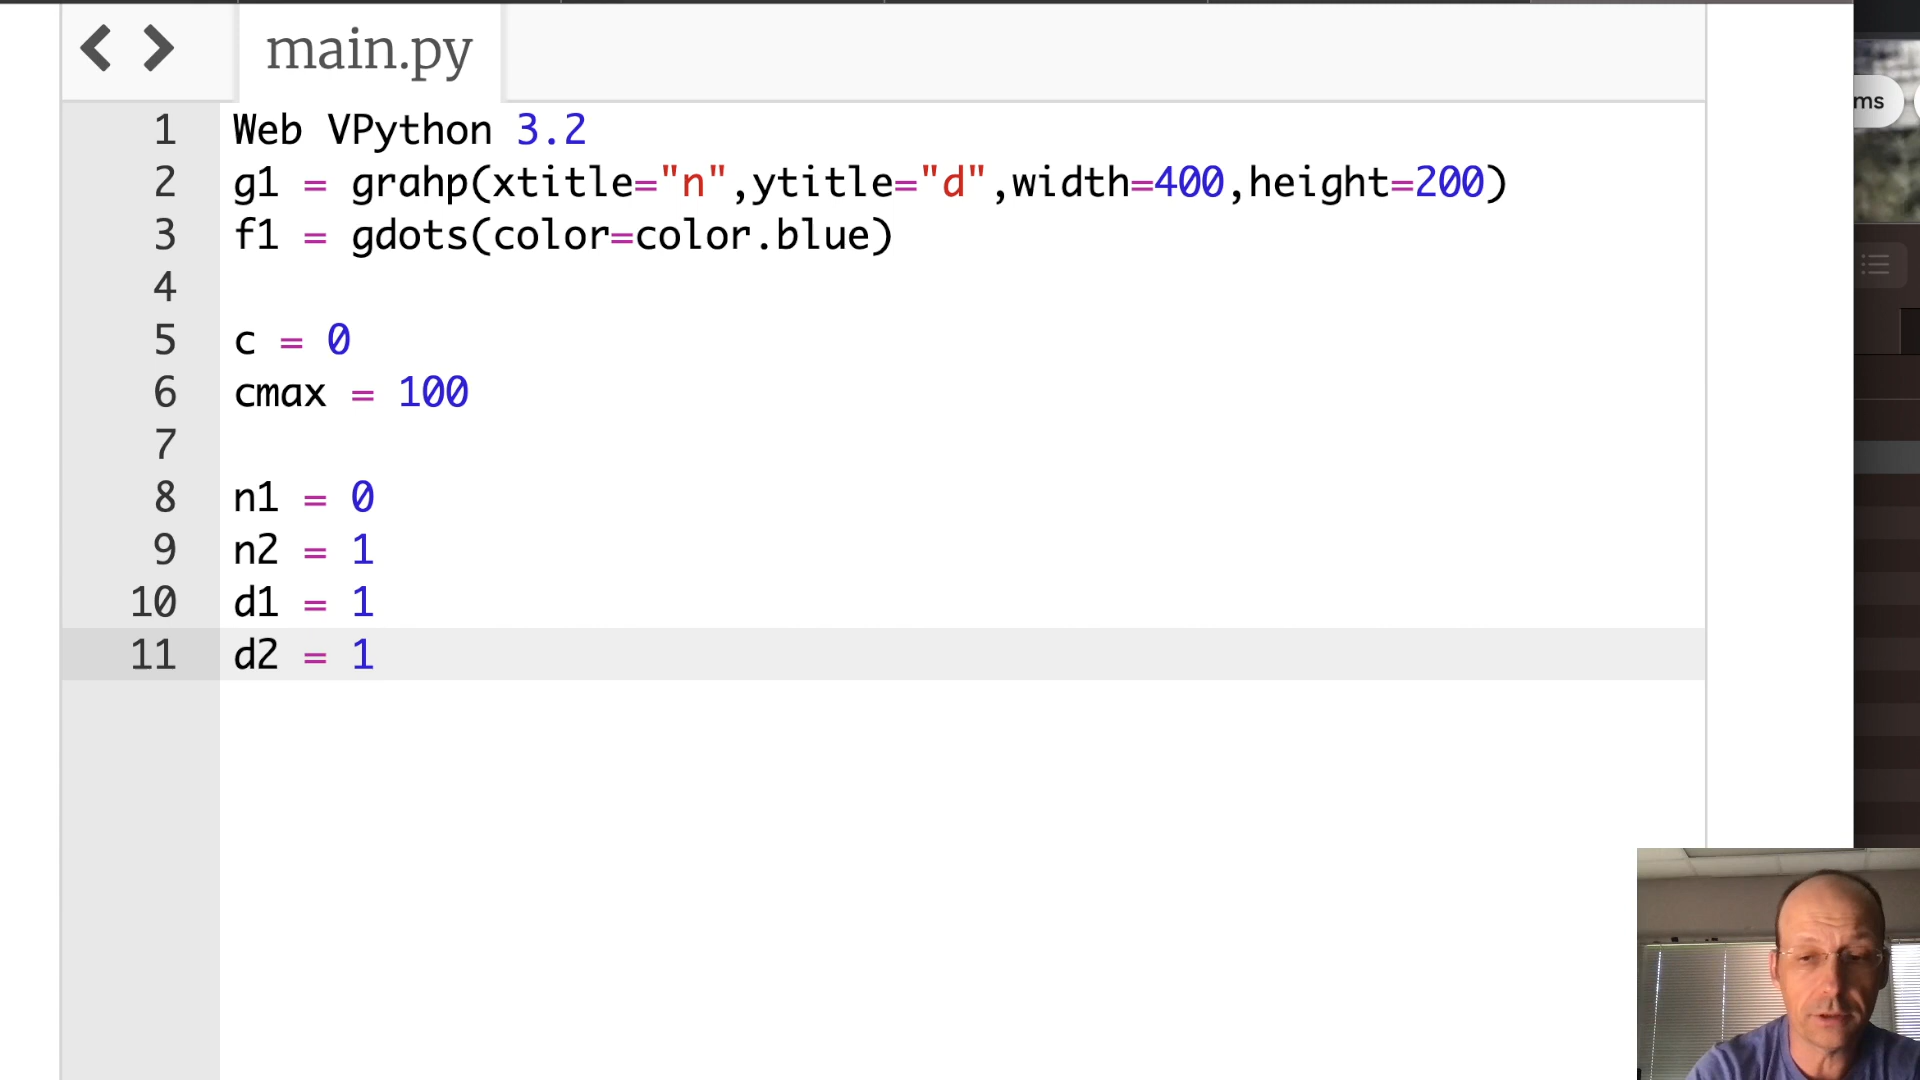 main.py
1 Web VPython 3.2
2 g1 = grahp(xtitle="n",ytitle="d",width=400,height=200)
3 f1 = gdots(color=color.blue)
4
5 c = 0
6 cmax = 100
7
8 n1 = 0
9 n2 = 1
10 d1 = 1
11 d2 = 1
ms